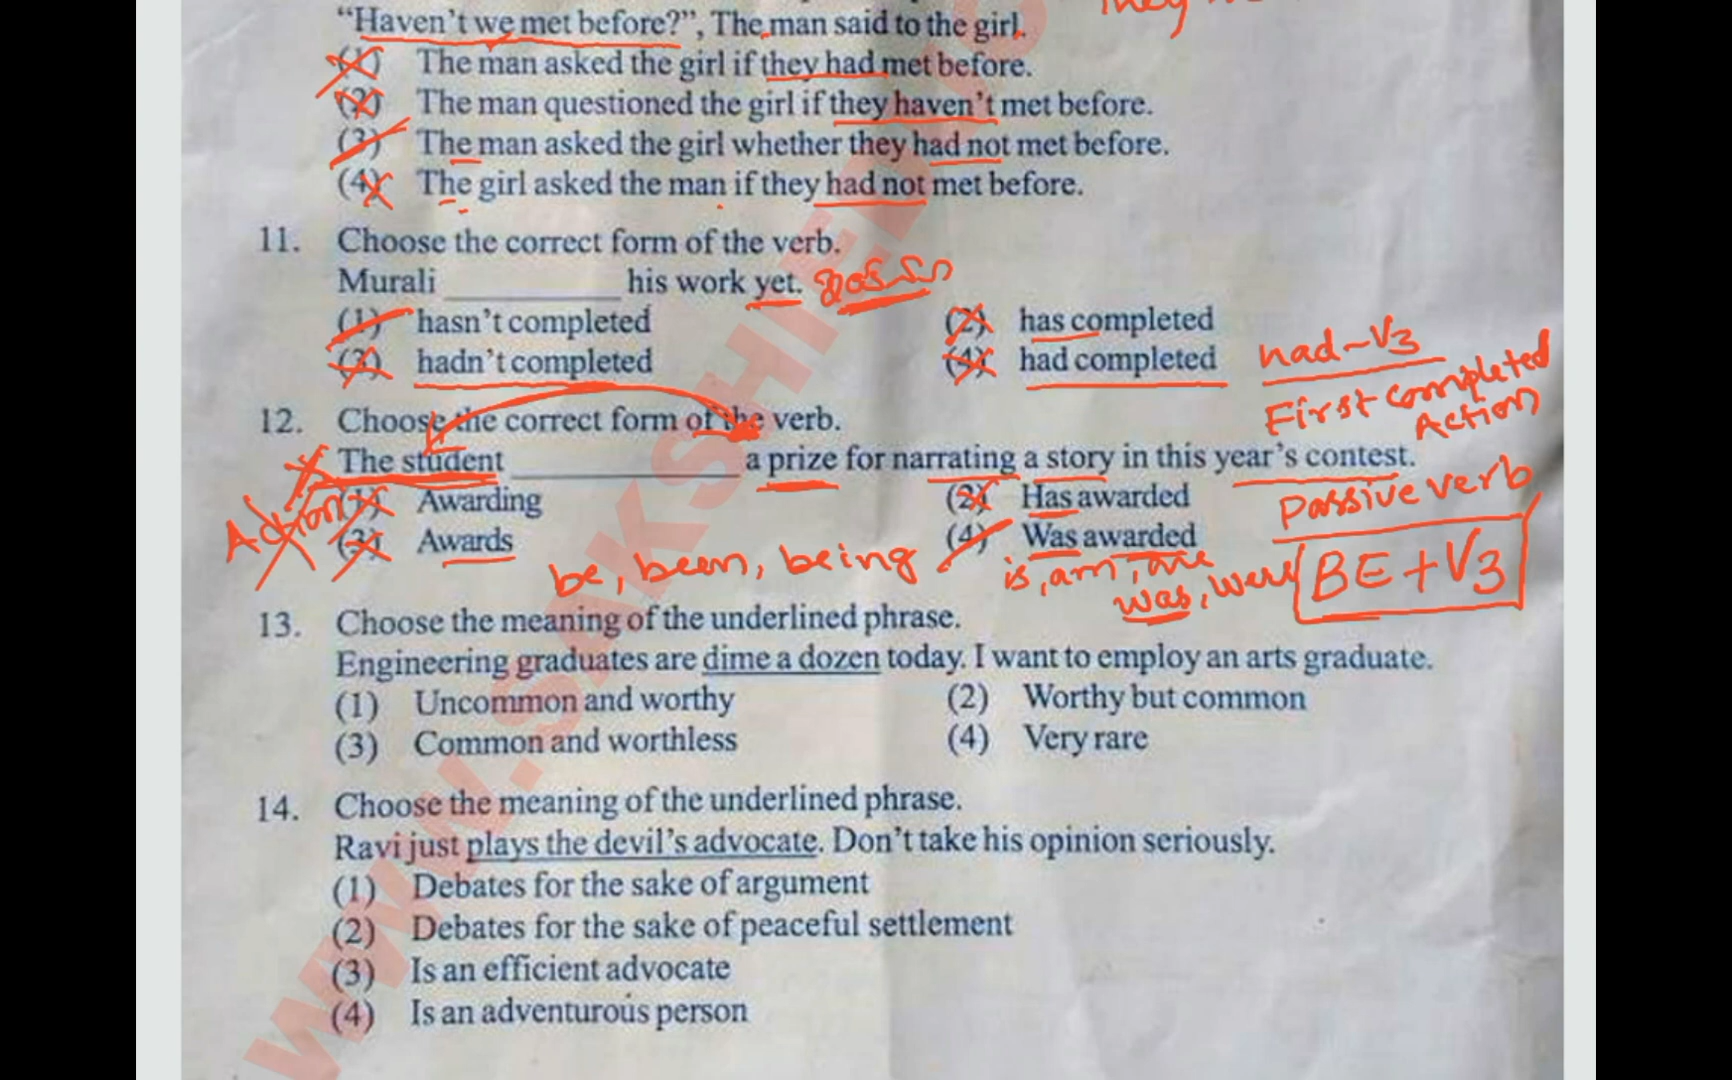 They
"Haven't we met before?", The man said to the girl.
(1) The man asked the girl if they had met before.
(2) The man questioned the girl if they haven't met before.
(3) The man asked the girl whether they had not met before.
(4) The girl asked the man if they had not met before.
11. Choose the correct form of the verb.
Murali ____________ his work yet.
(1) hasn't completed (2) has completed
(3) hadn't completed (4) had completed
had-V3
First completed
Action
12. Choose the correct form of the verb.
The student ____________ a prize for narrating a story in this year's contest.
(1) Awarding (2) Has awarded
(3) Awards (4) Was awarded
Action
Passive verb
BE+V3
be, been, being
is, am, are
was, were
13. Choose the meaning of the underlined phrase.
Engineering graduates are dime a dozen today. I want to employ an arts graduate.
(1) Uncommon and worthy (2) Worthy but common
(3) Common and worthless (4) Very rare
14. Choose the meaning of the underlined phrase.
Ravi just plays the devil's advocate. Don't take his opinion seriously.
(1) Debates for the sake of argument
(2) Debates for the sake of peaceful settlement
(3) Is an efficient advocate
(4) Is an adventurous person
WWW.SAKSHIED